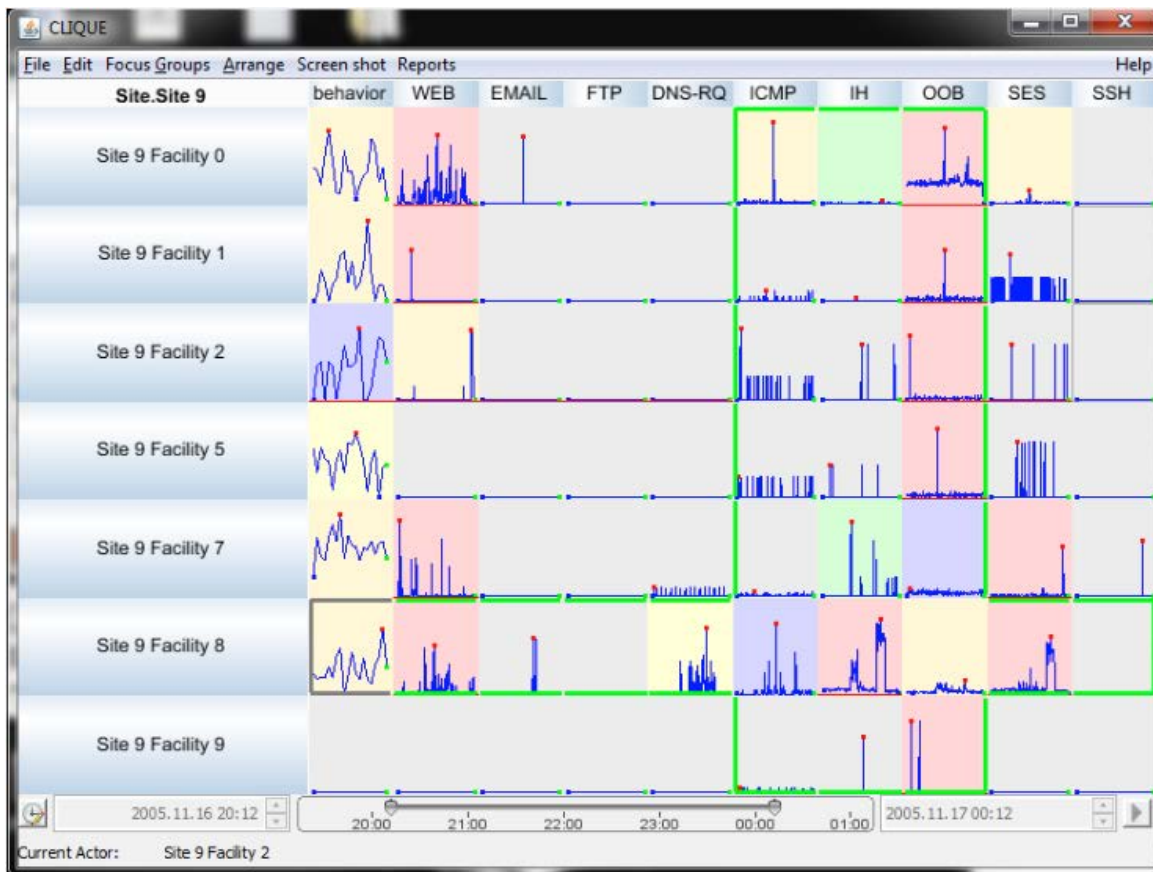 CLIQUE
File Edit Focus Groups Arrange Screen shot Reports Help
Site.Site 9 behavior WEB EMAIL FTP DNS-RQ ICMP IH OOB SES SSH
Site 9 Facility 0
Site 9 Facility 1
Site 9 Facility 2
Site 9 Facility 5
Site 9 Facility 7
Site 9 Facility 8
Site 9 Facility 9
2005.11.16 20:12 20:00 21:00 22:00 23:00 00:00 01:00 2005.11.17 00:12
Current Actor: Site 9 Facility 2